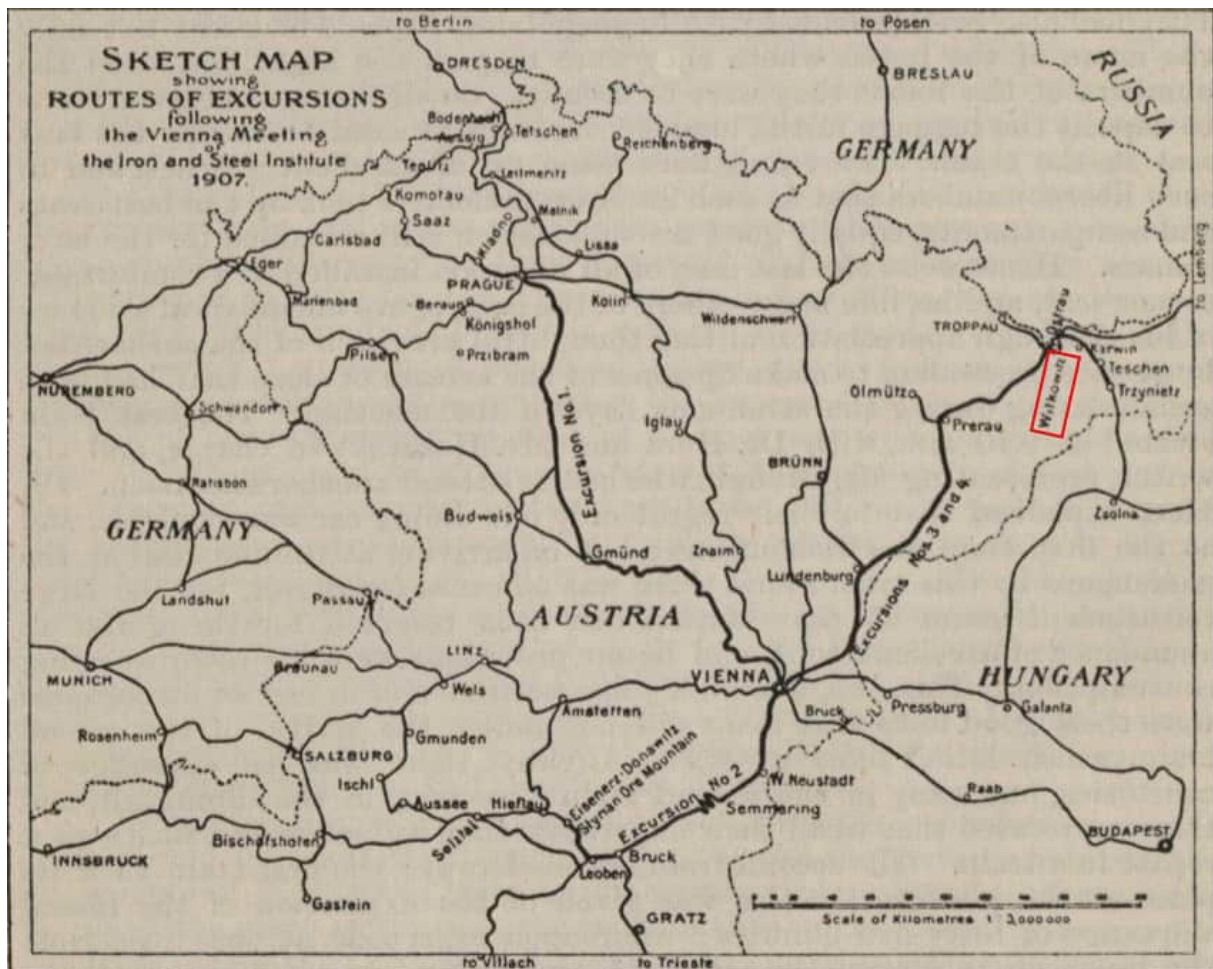 to Berlin
to Posen
SKETCH MAP
showing
ROUTES OF EXCURSIONS
following
the Vienna Meeting
of
the Iron and Steel Institute
1907.
DRESDEN
BRESLAU
RUSSIA
Bodenbach
Aussig
Tetschen
Reichenberg
GERMANY
Teplitz
Leitmeritz
Komotau
Saaz
Melnik
Kladno
Lissa
Carlsbad
Eger
to Lemberg
Marienbad
PRAGUE
Beraun
Kolin
Königshof
Wildenschwert
TROPPAU
Ostrau
Karwin
Pilsen
Przibram
Teschen
NUREMBERG
Olmütz
Trzynietz
Witkowitz
Schwandorf
Iglau
Prerau
Excursion No. 1
BRÜNN
Ratisbon
GERMANY
Budweis
Zsolna
Nos. 3 and 4.
Gmünd
Znaim
Lundenburg
Landshut
Passau
AUSTRIA
Excursions
LINZ
Braunau
MUNICH
Wels
VIENNA
HUNGARY
Pressburg
Galanta
Amstetten
Bruck
Rosenheim
SALZBURG
Gmunden
Ischl
Eisenerz-Donawitz
Styrian Ore Mountain
W. Neustadt
Aussee
Hieflau
Excursion No 2
Semmering
Raab
Bischofshofen
Selztal
BUDAPEST
INNSBRUCK
Bruck
Leoben
Gastein
GRATZ
Scale of Kilometres 1:3,000000
to Villach
to Trieste